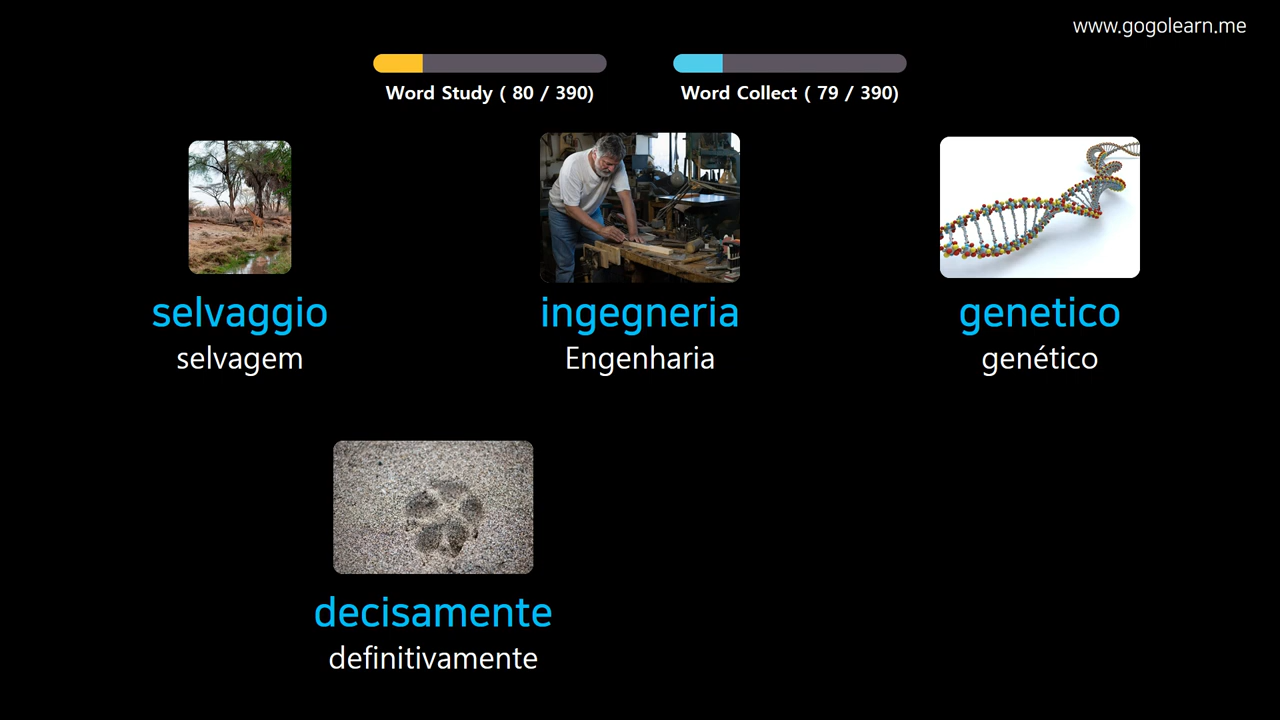 www.gogolearn.me
Word Study ( 80 / 390)
Word Collect ( 79 / 390)
selvaggio
selvagem
ingegneria
Engenharia
genetico
genético
decisamente
definitivamente